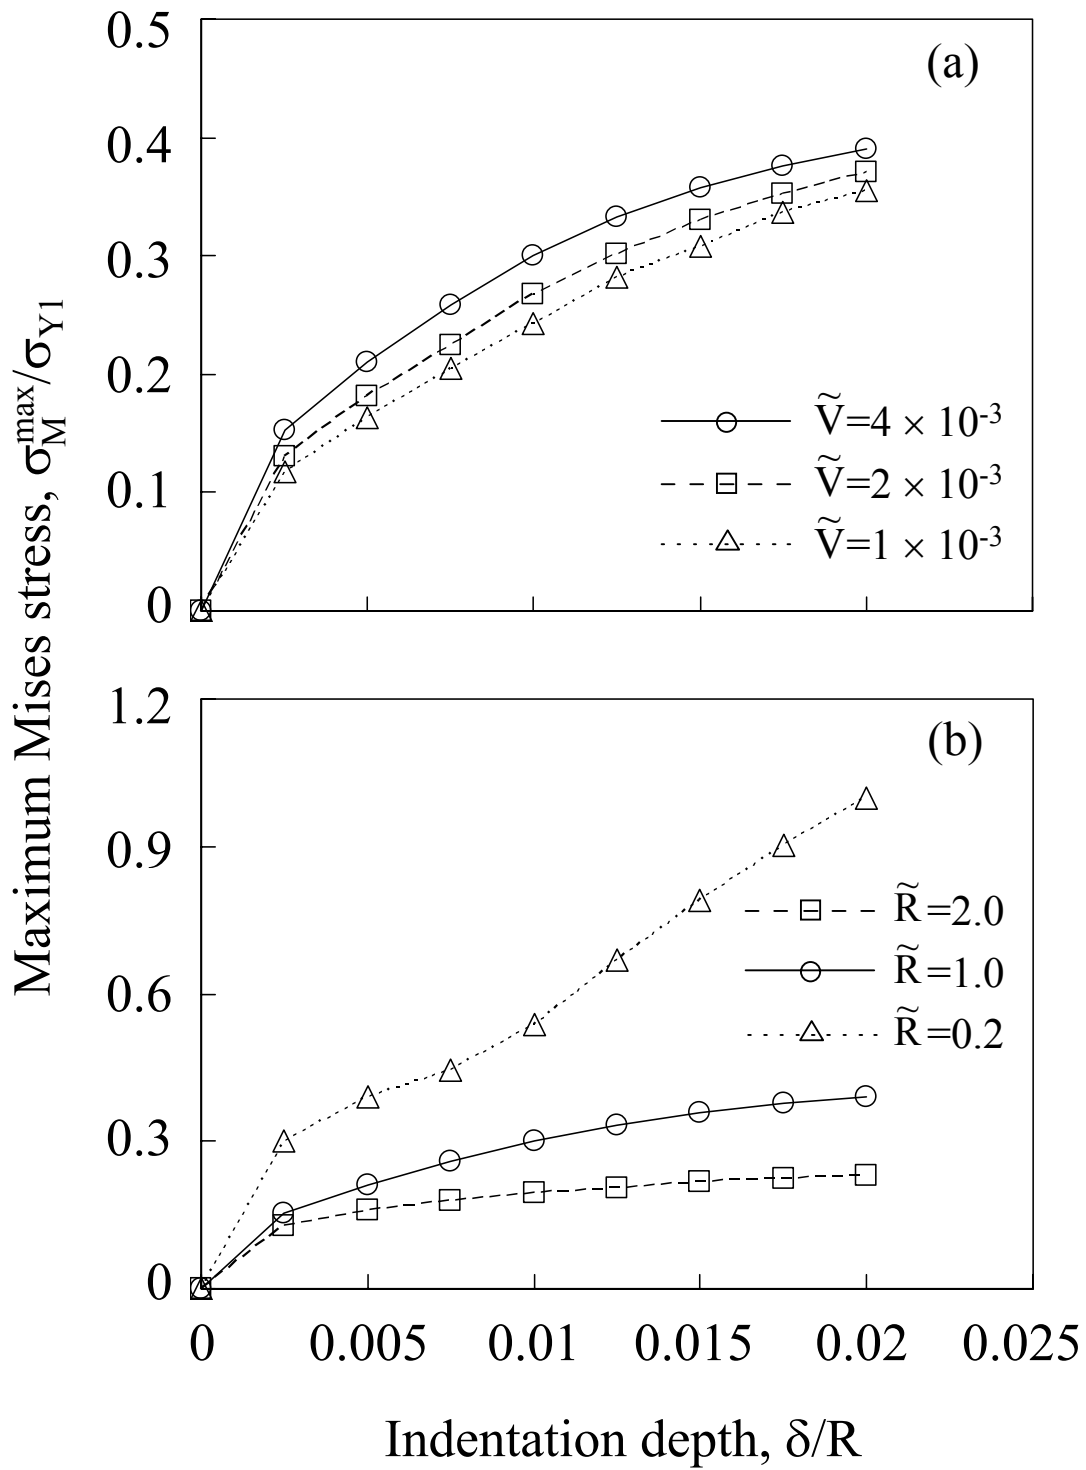 Maximum Mises stress, σ_M^max/σ_Y1
0.5
0.4
0.3
0.2
0.1
0
(a)
Ṽ=4 × 10⁻³
Ṽ=2 × 10⁻³
Ṽ=1 × 10⁻³
1.2
0.9
0.6
0.3
0
(b)
R̃=2.0
R̃=1.0
R̃=0.2
0 0.005 0.01 0.015 0.02 0.025
Indentation depth, δ/R